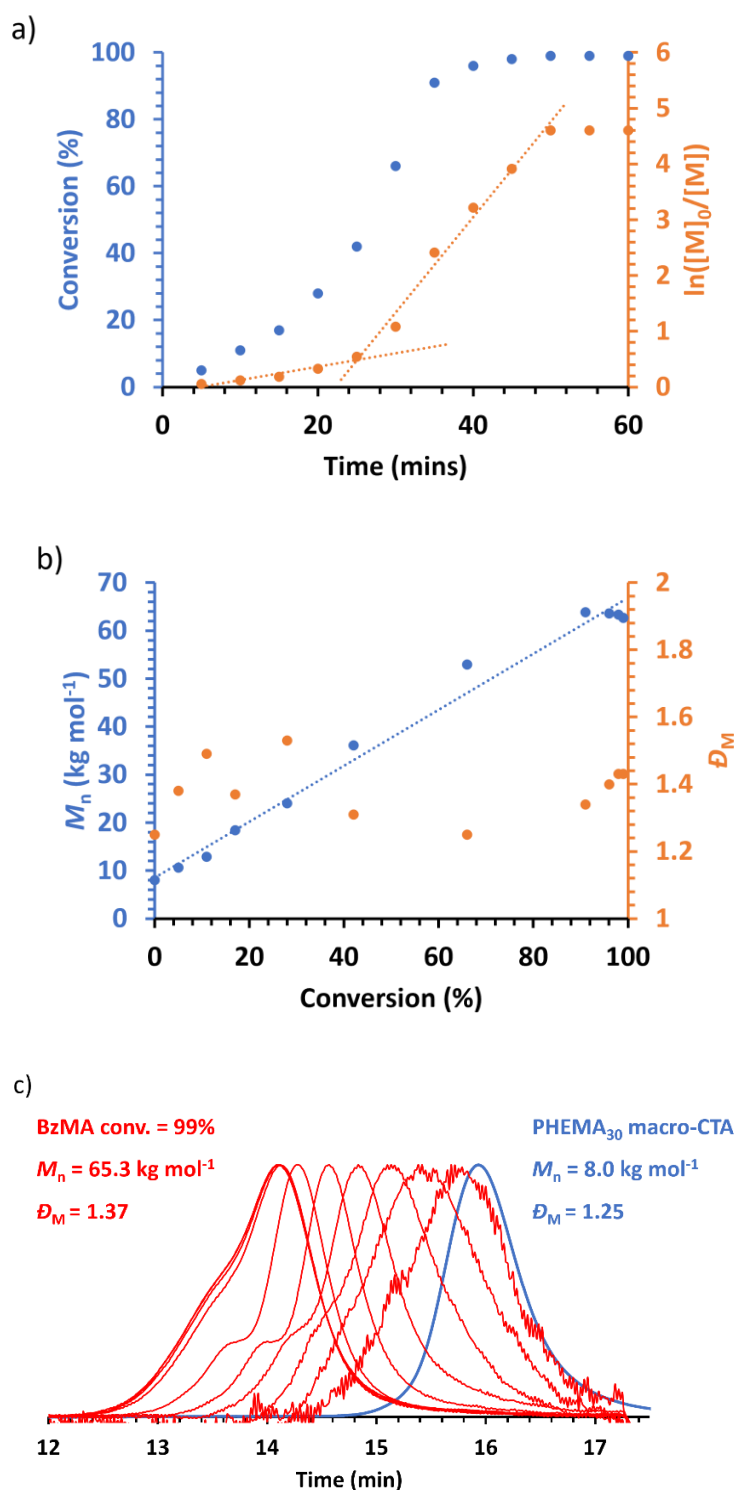 a)
100
80
60
40
20
0
Conversion (%)
6
5
4
3
2
1
0
ln([M]₀/[M])
0 20 40 60
Time (mins)
b)
70
60
50
40
30
20
10
0
Mₙ (kg mol⁻¹)
2
1.8
1.6
1.4
1.2
1
Đ_M
0 20 40 60 80 100
Conversion (%)
c)
BzMA conv. = 99%
Mₙ = 65.3 kg mol⁻¹
Đ_M = 1.37
PHEMA₃₀ macro-CTA
Mₙ = 8.0 kg mol⁻¹
Đ_M = 1.25
12 13 14 15 16 17
Time (min)